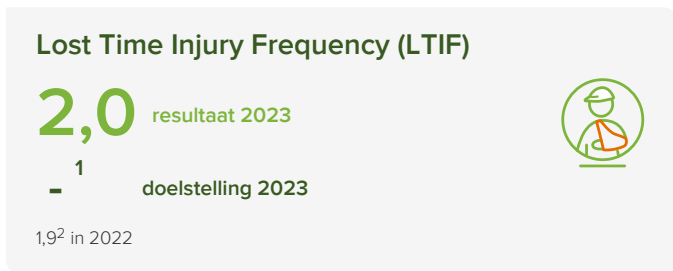 Lost Time Injury Frequency (LTIF)
2,0 resultaat 2023
-¹ doelstelling 2023
1,9² in 2022